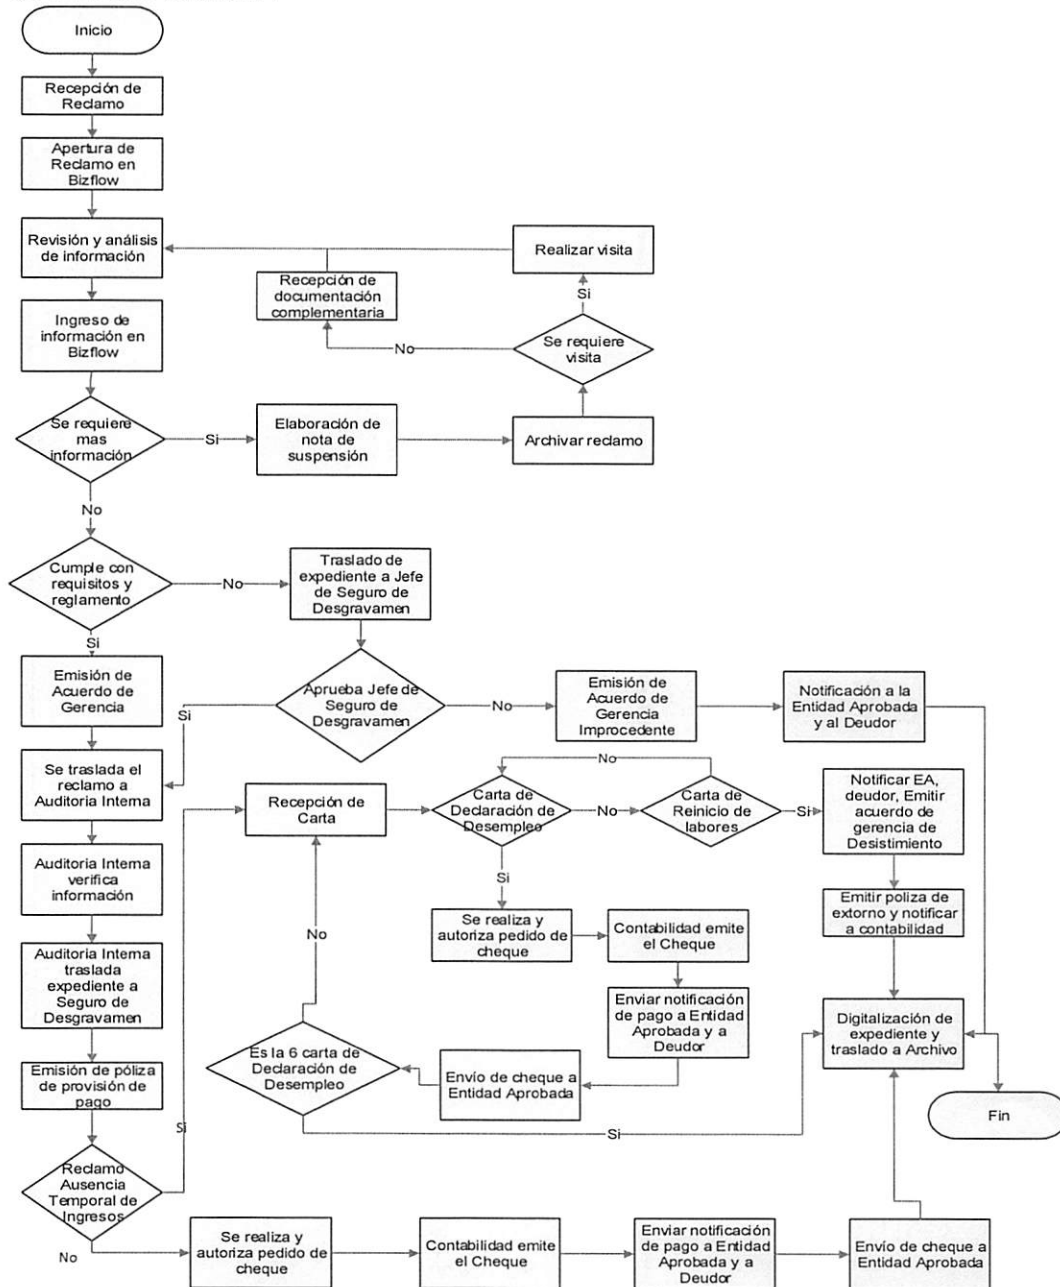 Inicio
Recepción de
Reclamo
Apertura de
Reclamo en
Bizflow
Revisión y análisis
de información
Realizar visita
Recepción de
documentación
complementaria
Si
Ingreso de
información en
Bizflow
No
Se requiere
visita
Se requiere
mas
información
Si
Elaboración de
nota de
suspensión
Archivar reclamo
No
Cumple con
requisitos y
reglamento
No
Traslado de
expediente a Jefe
de Seguro de
Desgravamen
Si
Emisión de
Acuerdo de
Gerencia
Aprueba Jefe de
Seguro de
Desgravamen
Si
No
Emisión de
Acuerdo de
Gerencia
Improcedente
Notificación a la
Entidad Aprobada
y al Deudor
Se traslada el
reclamo a
Auditoria Interna
Recepción de
Carta
Carta de
Declaración de
Desempleo
No
No
Carta de
Reinicio de
labores
Si
Notificar EA,
deudor, Emitir
acuerdo de
gerencia de
Desistimiento
Auditoria Interna
verifica
información
Si
Emitir poliza de
extorno y notificar
a contabilidad
Se realiza y
autoriza pedido de
cheque
Contabilidad emite
el Cheque
No
Auditoria Interna
traslada
expediente a
Seguro de
Desgravamen
Enviar notificación
de pago a Entidad
Aprobada y a
Deudor
Digitalización de
expediente y
traslado a Archivo
Es la 6 carta de
Declaración de
Desempleo
Envío de cheque a
Entidad Aprobada
Emisión de póliza
de provisión de
pago
Si
Si
Fin
Reclamo
Ausencia
Temporal de
Ingresos
No
Se realiza y
autoriza pedido de
cheque
Contabilidad emite
el Cheque
Enviar notificación
de pago a Entidad
Aprobada y a
Deudor
Envío de cheque a
Entidad Aprobada